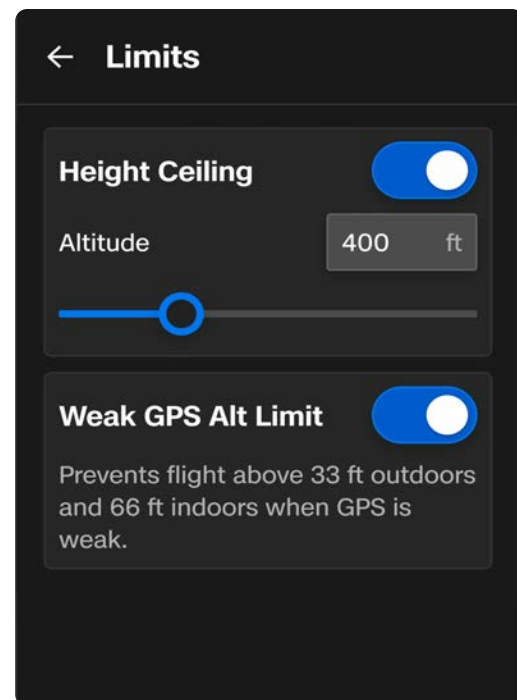 Limits
Height Ceiling
Altitude
400 ft
Weak GPS Alt Limit
Prevents flight above 33 ft outdoors
and 66 ft indoors when GPS is
weak.